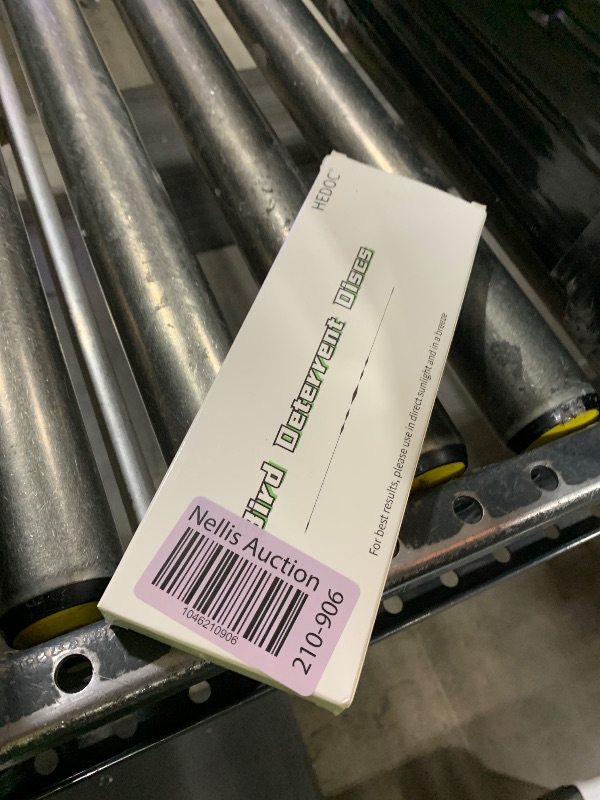 HEDOC
Bird Deterrent Discs
For best results, please use in direct sunlight and in a breeze
Nellis Auction
1046210906
210-906